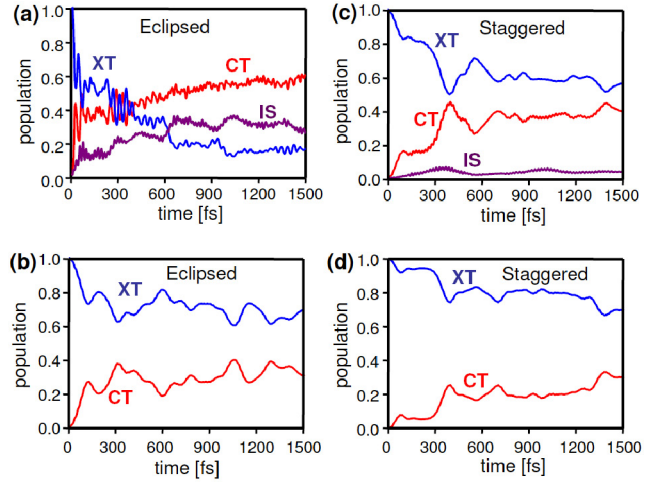 (a)
Eclipsed
population
1.0
0.8
0.6
0.4
0.2
0.0
XT
CT
IS
0
300
600
900
1200
1500
time [fs]
(c)
Staggered
population
1.0
0.8
0.6
0.4
0.2
0.0
XT
CT
IS
0
300
600
900
1200
1500
time [fs]
(b)
Eclipsed
population
1.0
0.8
0.6
0.4
0.2
0.0
XT
CT
0
300
600
900
1200
1500
time [fs]
(d)
Staggered
population
1.0
0.8
0.6
0.4
0.2
0.0
XT
CT
0
300
600
900
1200
1500
time [fs]